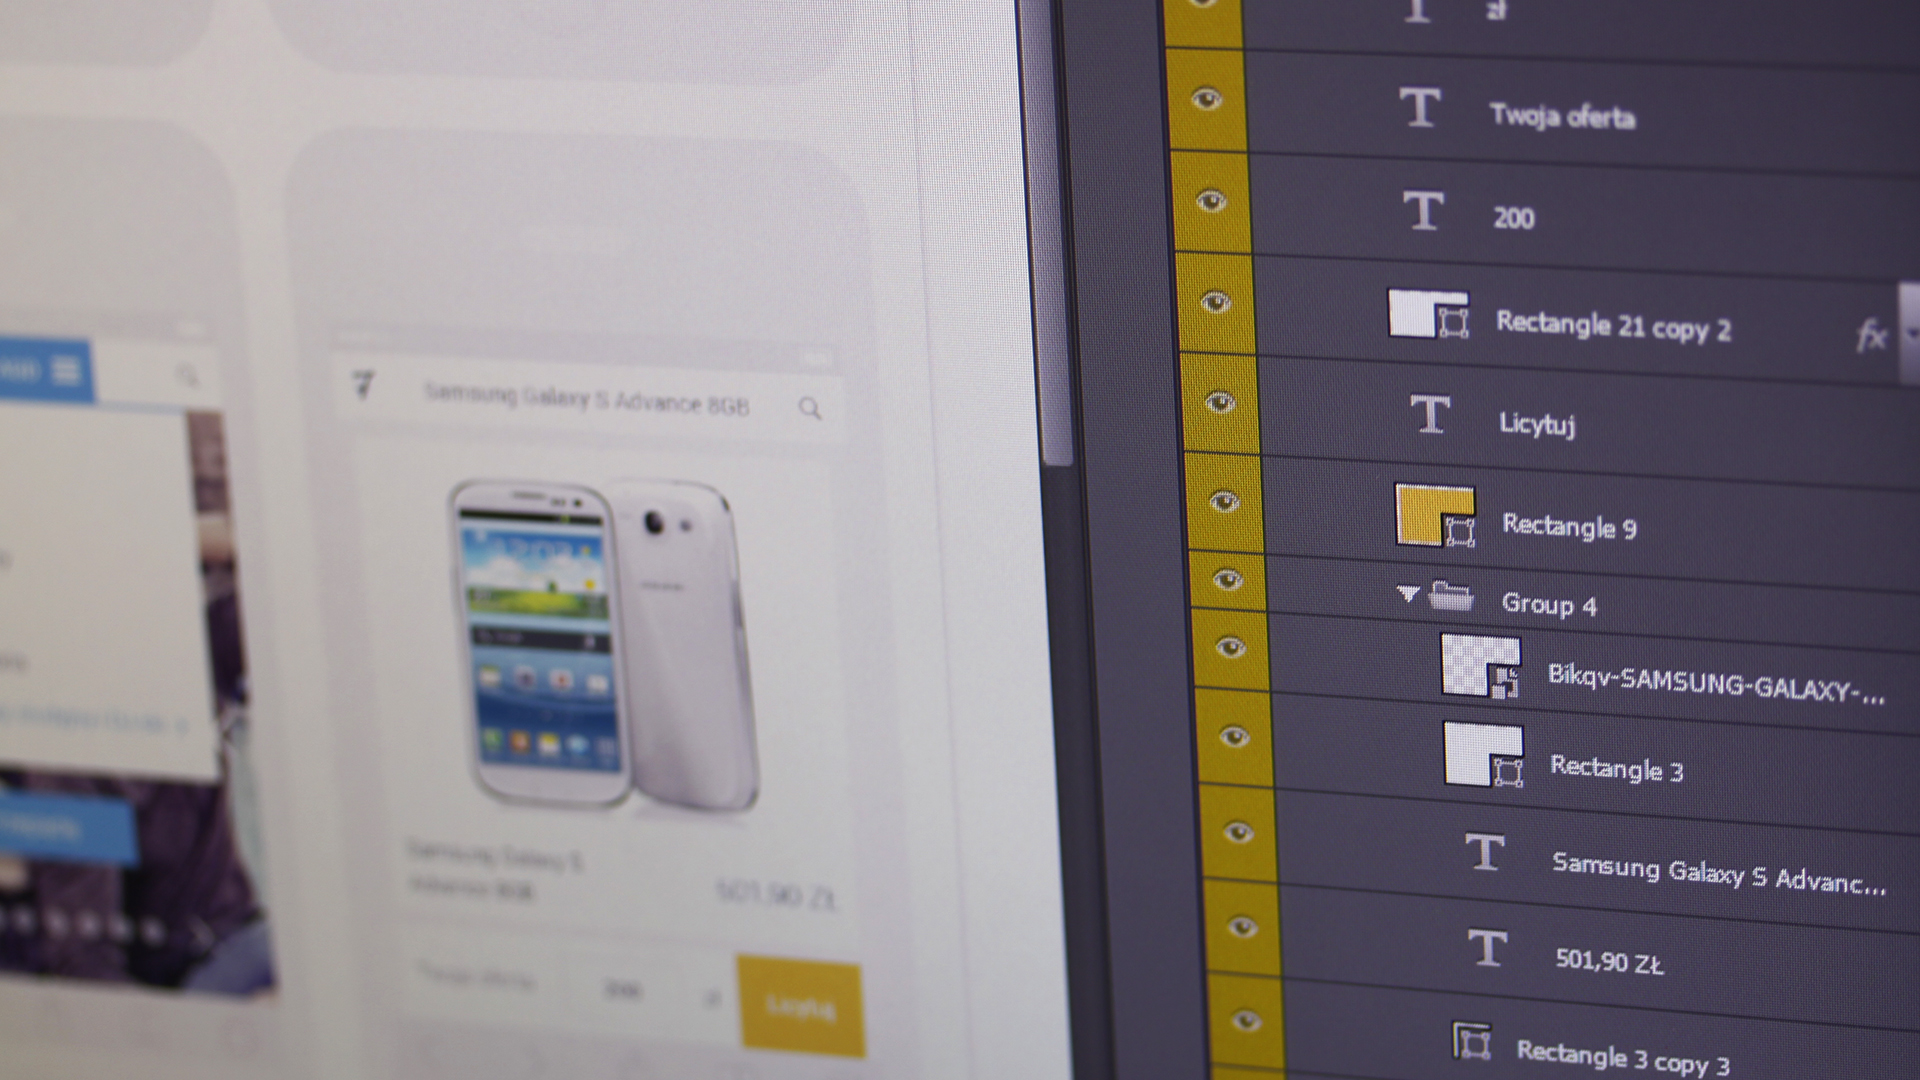 Samsung Galaxy S Advance 8GB
Samsung Galaxy S
Advance 8GB
501,90 ZŁ
Twoja oferta
200
zł
Licytuj
zł
Twoja oferta
200
Rectangle 21 copy 2
fx
Licytuj
Rectangle 9
Group 4
Bikqv-SAMSUNG-GALAXY-...
Rectangle 3
Samsung Galaxy S Advanc...
501,90 ZŁ
Rectangle 3 copy 3